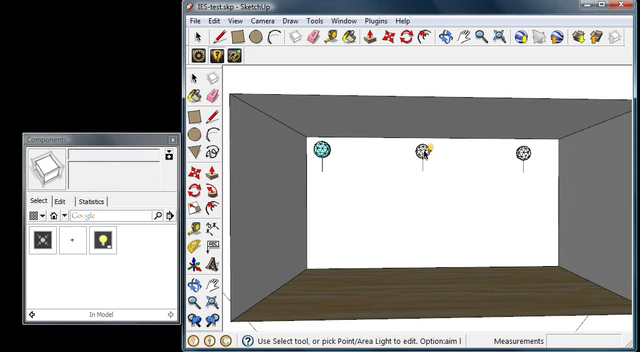 IES-test.skp - SketchUp
File Edit View Camera Draw Tools Window Plugins Help
Components
Select Edit Statistics
Google
In Model
Use Select tool, or pick Point/Area Light to edit. Option:aim l
Measurements